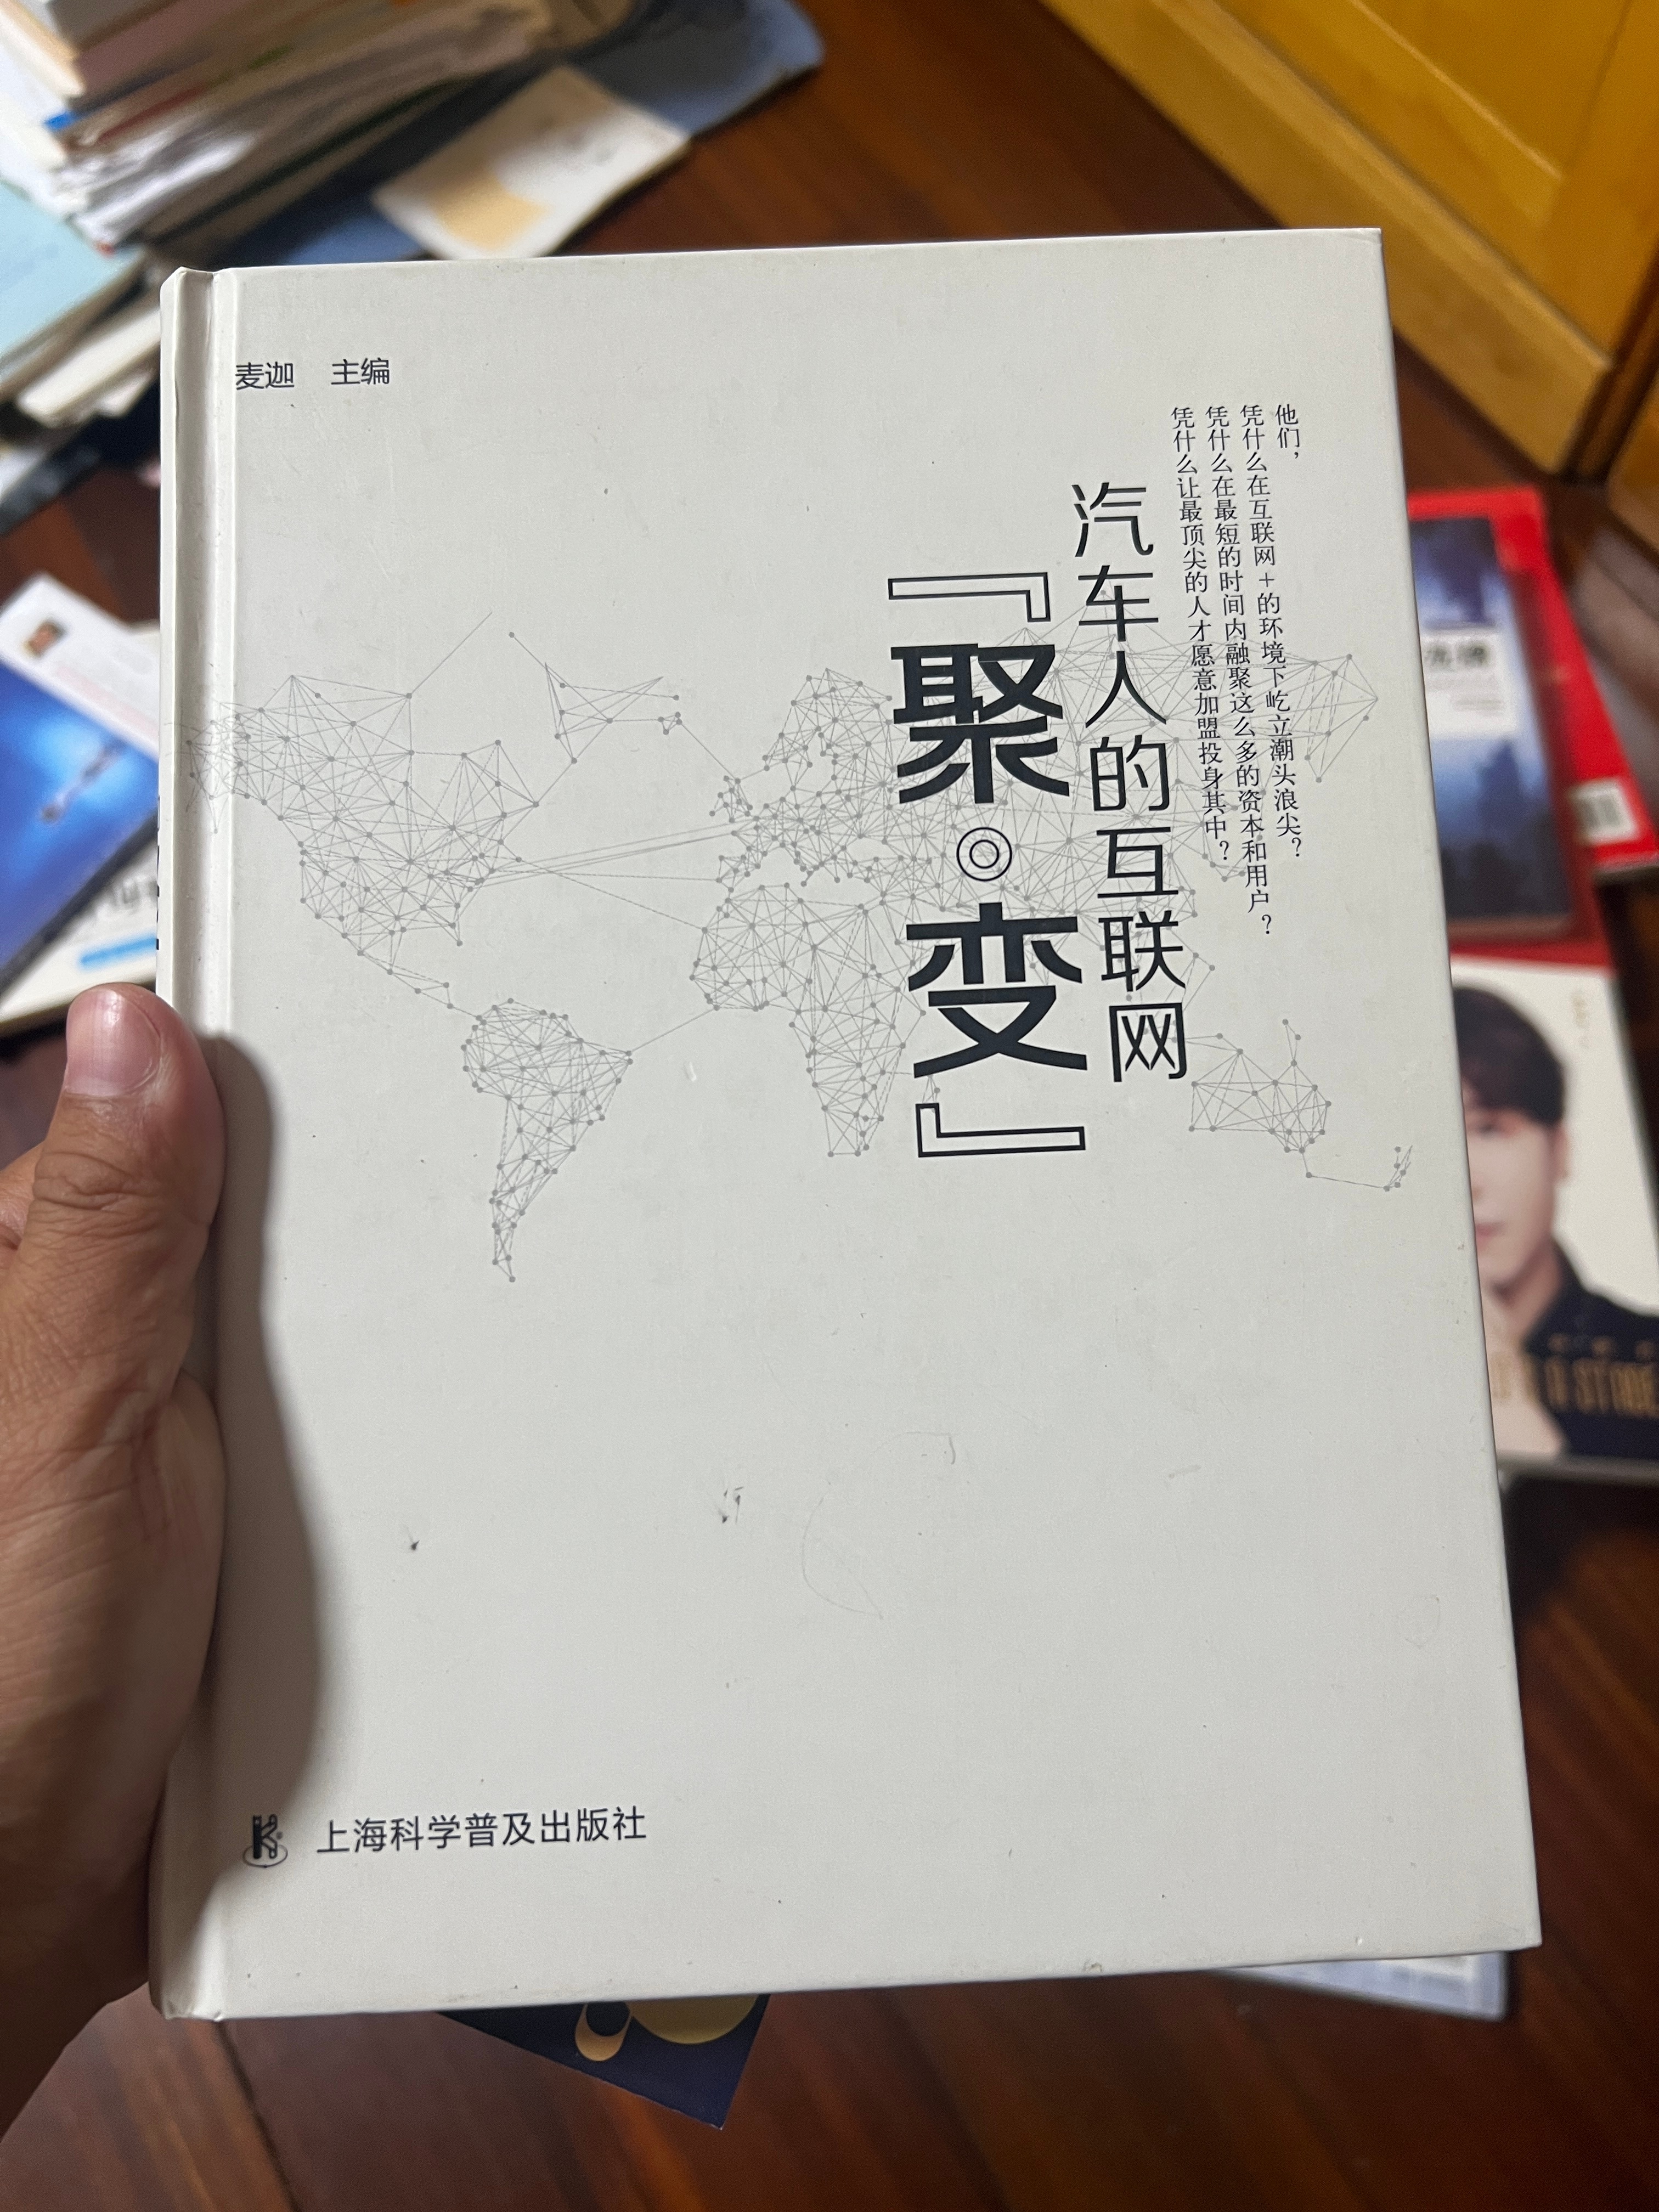 麦迦 主编
他们，
凭什么在互联网+的环境下屹立潮头浪尖？
凭什么在最短的时间内融聚这么多的资本和用户？
凭什么让最顶尖的人才愿意加盟投身其中？
汽车人的互联网
『聚◎变』
上海科学普及出版社